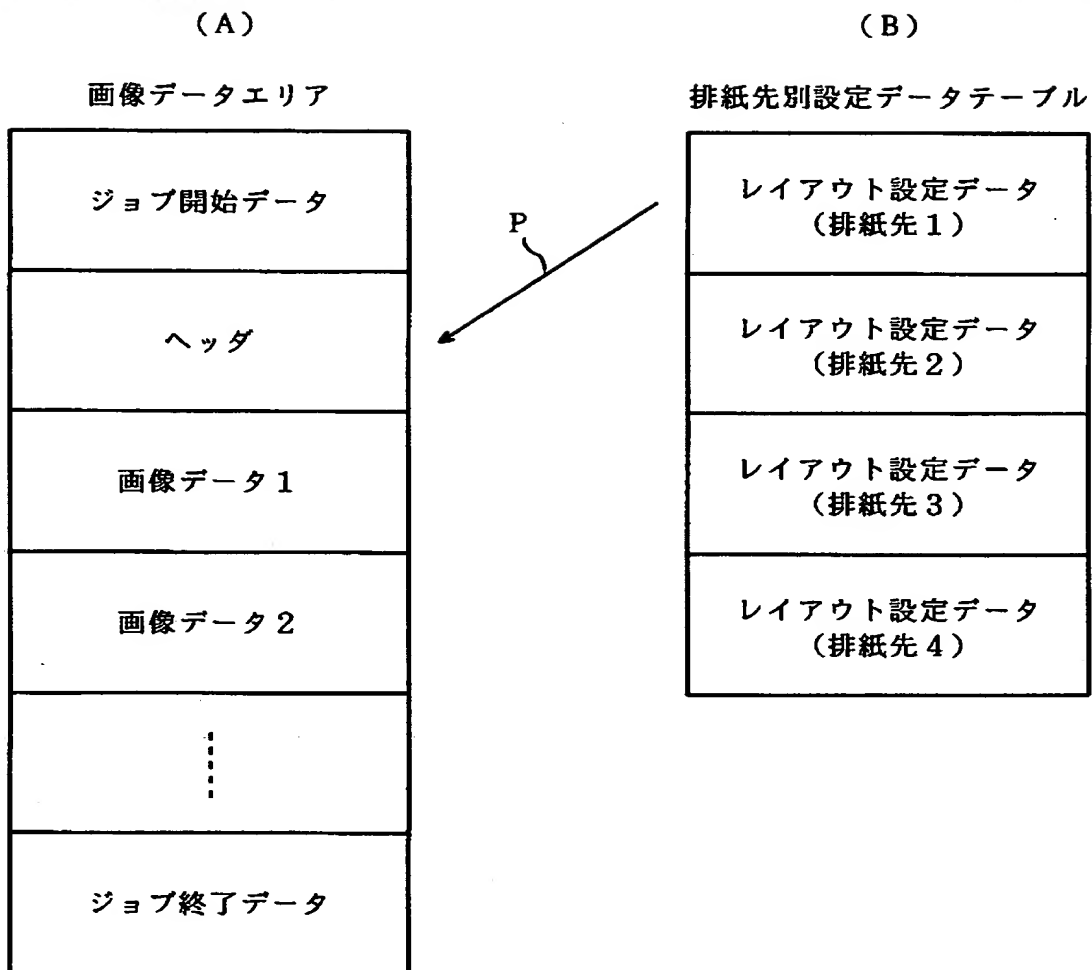 (A)
画像データエリア
ジョブ開始データ
ヘッダ
画像データ1
画像データ2
ジョブ終了データ
P
(B)
排紙先別設定データテーブル
レイアウト設定データ
(排紙先1)
レイアウト設定データ
(排紙先2)
レイアウト設定データ
(排紙先3)
レイアウト設定データ
(排紙先4)